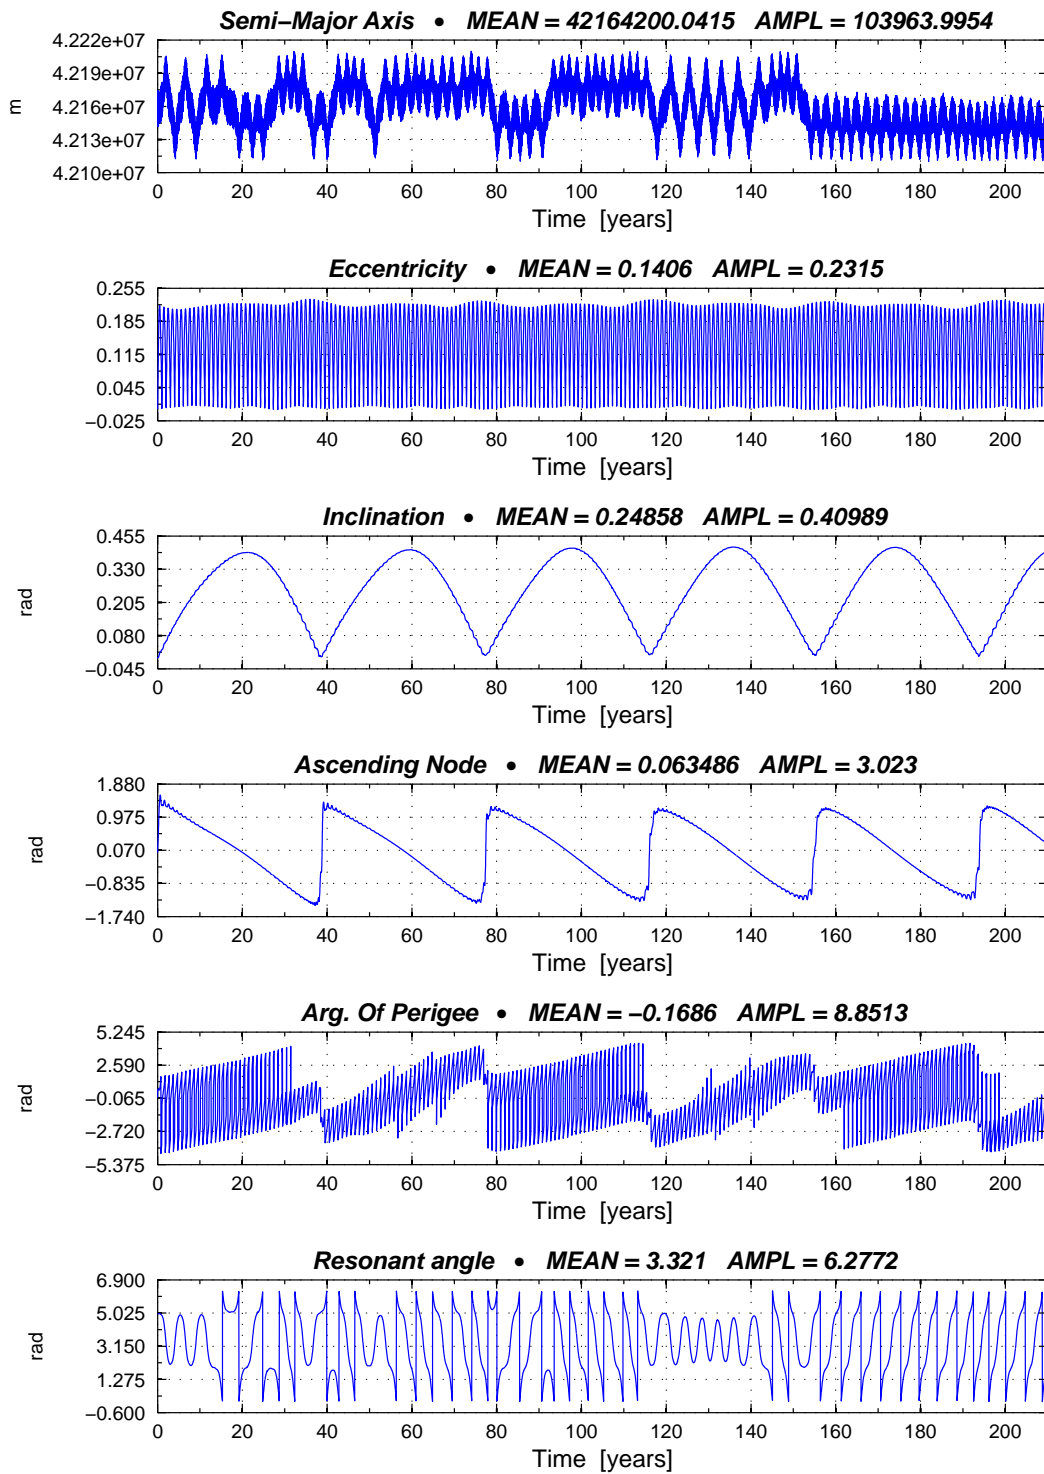 Semi−Major Axis • MEAN = 42164200.0415 AMPL = 103963.9954
4.222e+07
4.219e+07
4.216e+07
4.213e+07
4.210e+07
m
0 20 40 60 80 100 120 140 160 180 200
Time [years]
Eccentricity • MEAN = 0.1406 AMPL = 0.2315
0.255
0.185
0.115
0.045
−0.025
0 20 40 60 80 100 120 140 160 180 200
Time [years]
Inclination • MEAN = 0.24858 AMPL = 0.40989
0.455
0.330
0.205
0.080
−0.045
rad
0 20 40 60 80 100 120 140 160 180 200
Time [years]
Ascending Node • MEAN = 0.063486 AMPL = 3.023
1.880
0.975
0.070
−0.835
−1.740
rad
0 20 40 60 80 100 120 140 160 180 200
Time [years]
Arg. Of Perigee • MEAN = −0.1686 AMPL = 8.8513
5.245
2.590
−0.065
−2.720
−5.375
rad
0 20 40 60 80 100 120 140 160 180 200
Time [years]
Resonant angle • MEAN = 3.321 AMPL = 6.2772
6.900
5.025
3.150
1.275
−0.600
rad
0 20 40 60 80 100 120 140 160 180 200
Time [years]